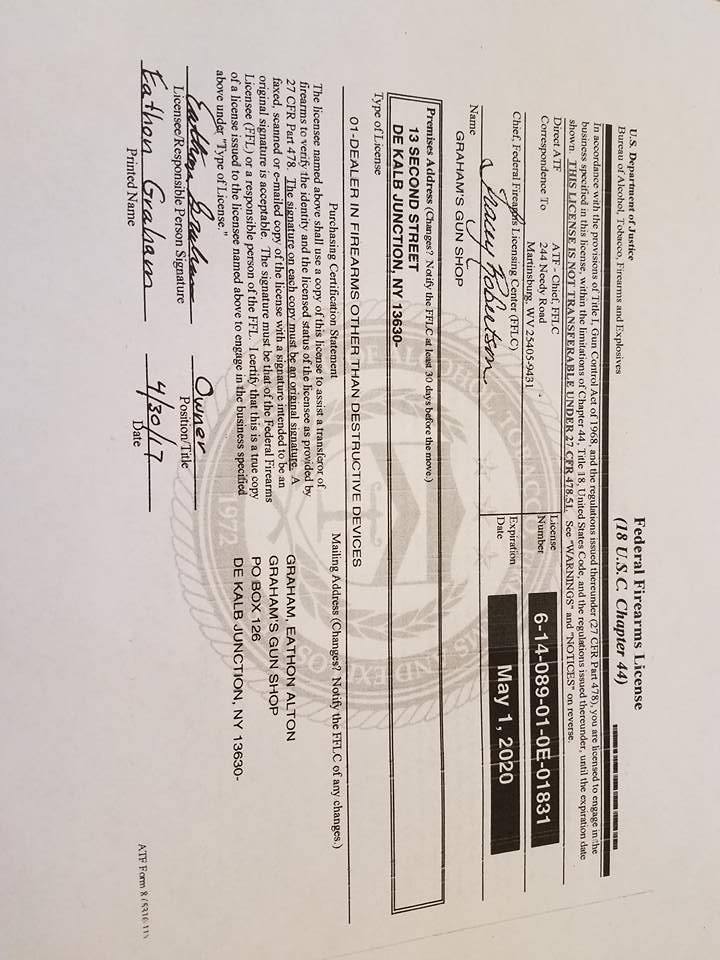 U.S. Department of Justice
Bureau of Alcohol, Tobacco, Firearms and Explosives
Federal Firearms License
(18 U.S.C. Chapter 44)
In accordance with the provisions of Title I, Gun Control Act of 1968, and the regulations issued thereunder (27 CFR Part 478), you are licensed to engage in the
business specified in this license, within the limitations of Chapter 44, Title 18, United States Code, and the regulations issued thereunder, until the expiration date
shown. THIS LICENSE IS NOT TRANSFERABLE UNDER 27 CFR 478.51. See "WARNINGS" and "NOTICES" on reverse.
Direct ATF
Correspondence To
ATF - Chief, FFLC
244 Needy Road
Martinsburg, WV 25405-9431
License
Number
6-14-089-01-0E-01831
Chief, Federal Firearms Licensing Center (FFLC)
Tracey Robertson
Expiration
Date
May 1, 2020
Name
GRAHAM'S GUN SHOP
Premises Address (Changes? Notify the FFLC at least 30 days before the move.)
13 SECOND STREET
DE KALB JUNCTION, NY 13630-
Type of License
01-DEALER IN FIREARMS OTHER THAN DESTRUCTIVE DEVICES
Purchasing Certification Statement
The licensee named above shall use a copy of this license to assist a transferor of
firearms to verify the identity and the licensed status of the licensee as provided by
27 CFR Part 478. The signature on each copy must be an original signature. A
faxed, scanned or e-mailed copy of the license with a signature intended to be an
original signature is acceptable. The signature must be that of the Federal Firearms
Licensee (FFL) or a responsible person of the FFL. I certify that this is a true copy
of a license issued to the licensee named above to engage in the business specified
above under "Type of License."
Mailing Address (Changes? Notify the FFLC of any changes.)
GRAHAM, EATHON ALTON
GRAHAM'S GUN SHOP
PO BOX 126
DE KALB JUNCTION, NY 13630-
Eathon Graham
Owner
Licensee/Responsible Person Signature
Position/Title
Eathon Graham
4/30/17
Printed Name
Date
1972
ATF Form 8 (5310.11)